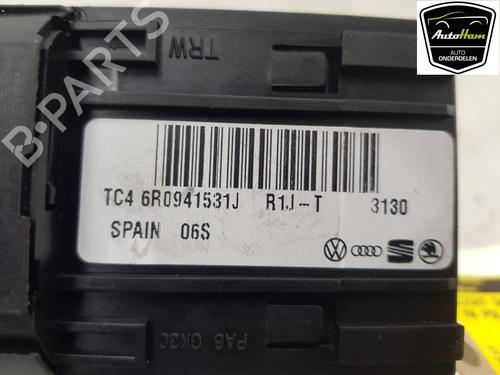 AutoHam
AUTO
ONDERDELEN
TRW
B-PARTS
TC4 6R0941531J R1J-T 3130
SPAIN 06S
PA6 GK30